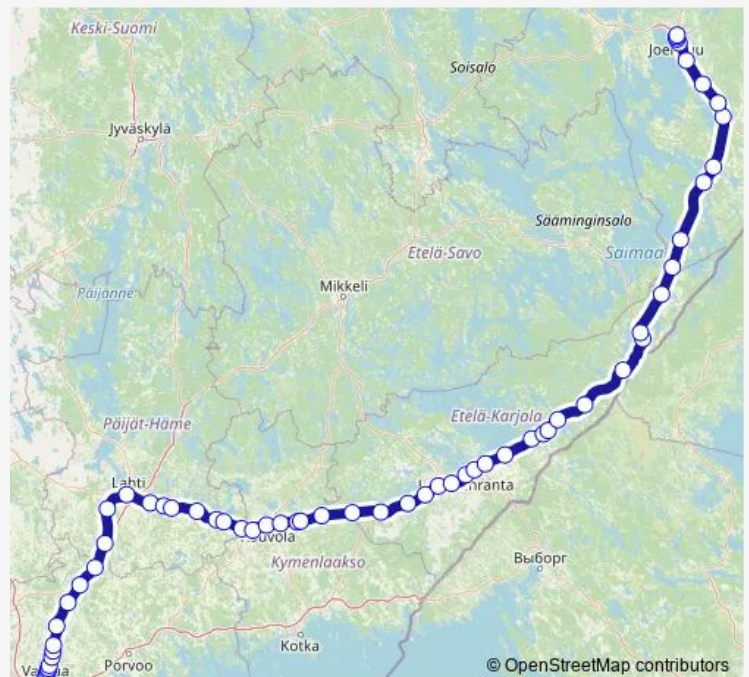 Keski-Suomi
Soisalo
Jyväskylä
Sääminginsalo
Etelä-Savo
Saimaa
Mikkeli
Päijänne
Etelä-Karjala
Päijät-Häme
Lahti
Выборг
Kymenlaakso
Kotka
Porvoo
© OpenStreetMap contributors